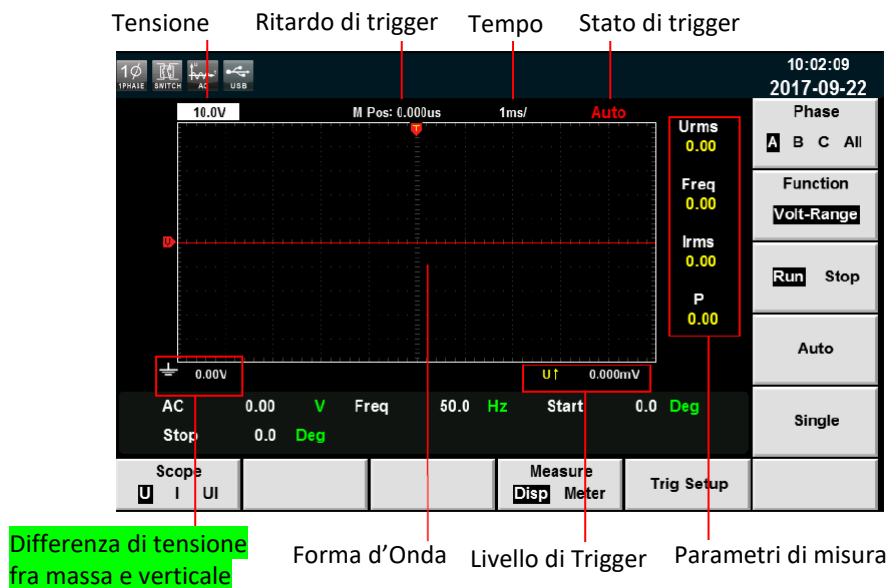 Tensione Ritardo di trigger Tempo Stato di trigger
1Ø 1PHASE SWITCH AC USB
10:02:09
2017-09-22
10.0V M Pos: 0.000us 1ms/ Auto
T
Urms
0.00
Freq
0.00
Irms
0.00
P
0.00
U
0.00V U↑ 0.000mV
Phase
A B C All
Function
Volt-Range
Run Stop
Auto
Single
AC 0.00 V Freq 50.0 Hz Start 0.0 Deg
Stop 0.0 Deg
Scope
U I UI
Measure
Disp Meter
Trig Setup
Differenza di tensione
fra massa e verticale
Forma d’Onda Livello di Trigger Parametri di misura